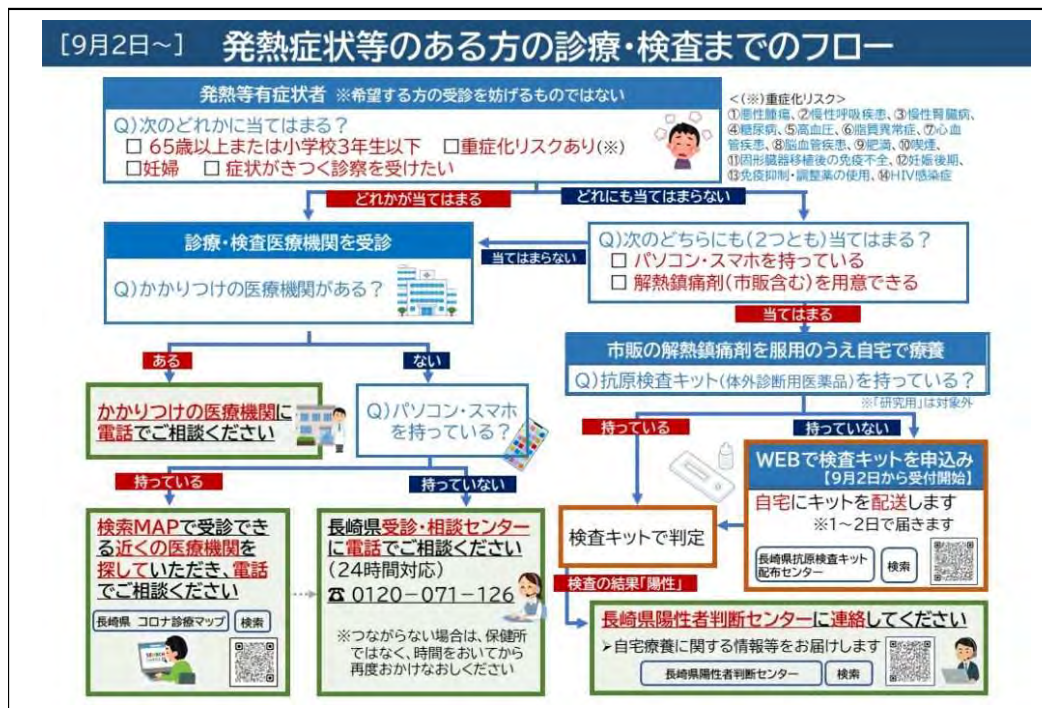 [9月2日～] 発熱症状等のある方の診療・検査までのフロー
発熱等有症状者 ※希望する方の受診を妨げるものではない
Q)次のどれかに当てはまる？
□ 65歳以上または小学校3年生以下 □重症化リスクあり(※)
□妊婦 □ 症状がきつく診察を受けたい
<(※)重症化リスク>
①悪性腫瘍、②慢性呼吸疾患、③慢性腎臓病、
④糖尿病、⑤高血圧、⑥脂質異常症、⑦心血
管疾患、⑧脳血管疾患、⑨肥満、⑩喫煙、
⑪固形臓器移植後の免疫不全、⑫妊娠後期、
⑬免疫抑制・調整薬の使用、⑭HIV感染症
どれかが当てはまる
どれにも当てはまらない
診療・検査医療機関を受診
Q)かかりつけの医療機関がある？
当てはまらない
Q)次のどちらにも(2つとも)当てはまる？
□ パソコン・スマホを持っている
□ 解熱鎮痛剤(市販含む)を用意できる
当てはまる
ある
ない
市販の解熱鎮痛剤を服用のうえ自宅で療養
Q)抗原検査キット(体外診断用医薬品)を持っている？
※「研究用」は対象外
かかりつけの医療機関に
電話でご相談ください
Q)パソコン・スマホ
を持っている？
持っている
持っていない
WEBで検査キットを申込み
【9月2日から受付開始】
自宅にキットを配送します
※1～2日で届きます
長崎県抗原検査キット
配布センター
検索
検査キットで判定
持っている
持っていない
検索MAPで受診でき
る近くの医療機関を
探していただき、電話
でご相談ください
長崎県 コロナ診療マップ
検索
長崎県受診・相談センター
に電話でご相談ください
(24時間対応)
☎ 0120-071-126
※つながらない場合は、保健所
ではなく、時間をおいてから
再度おかけなおしください
検査の結果「陽性」
長崎県陽性者判断センターに連絡してください
➢自宅療養に関する情報等をお届けします
長崎県陽性者判断センター
検索